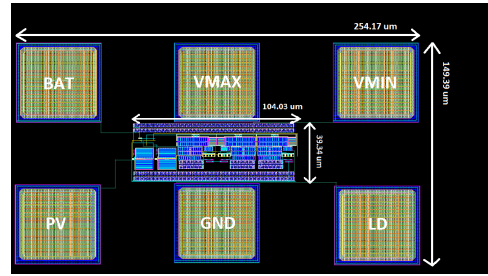 254.17 um
BAT
VMAX
VMIN
149.39 um
104.03 um
39.34 um
PV
GND
LD